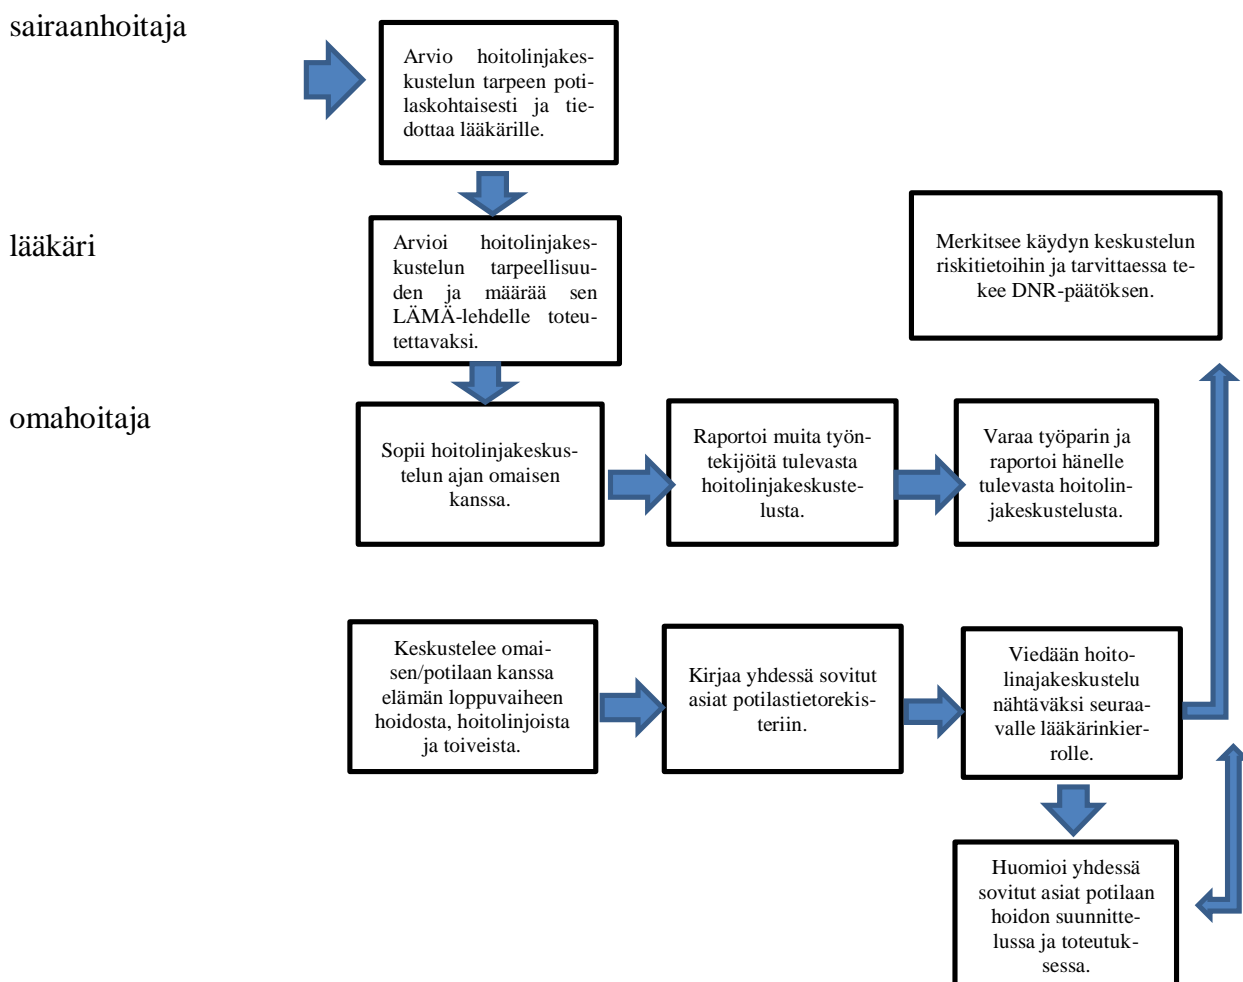 sairaanhoitaja
Arvio hoitolinjakes-
kustelun tarpeen poti-
laskohtaisesti ja tie-
dottaa lääkärille.
lääkäri
Arvioi hoitolinjakes-
kustelun tarpeellisuu-
den ja määrää sen
LÄMÄ-lehdelle toteu-
tettavaksi.
Merkitsee käydyn keskustelun
riskitietoihin ja tarvittaessa te-
kee DNR-päätöksen.
omahoitaja
Sopii hoitolinjakeskus-
telun ajan omaisen
kanssa.
Raportoi muita työn-
tekijöitä tulevasta
hoitolinjakeskuste-
lusta.
Varaa työparin ja
raportoi hänelle
tulevasta hoitolin-
jakeskustelusta.
Keskustelee omai-
sen/potilaan kanssa
elämän loppuvaiheen
hoidosta, hoitolinjoista
ja toiveista.
Kirjaa yhdessä sovitut
asiat potilastietorekis-
teriin.
Viedään hoito-
linajakeskustelu
nähtäväksi seuraa-
valle lääkärinkier-
rolle.
Huomioi yhdessä
sovitut asiat potilaan
hoidon suunnitte-
lussa ja toteutuk-
sessa.